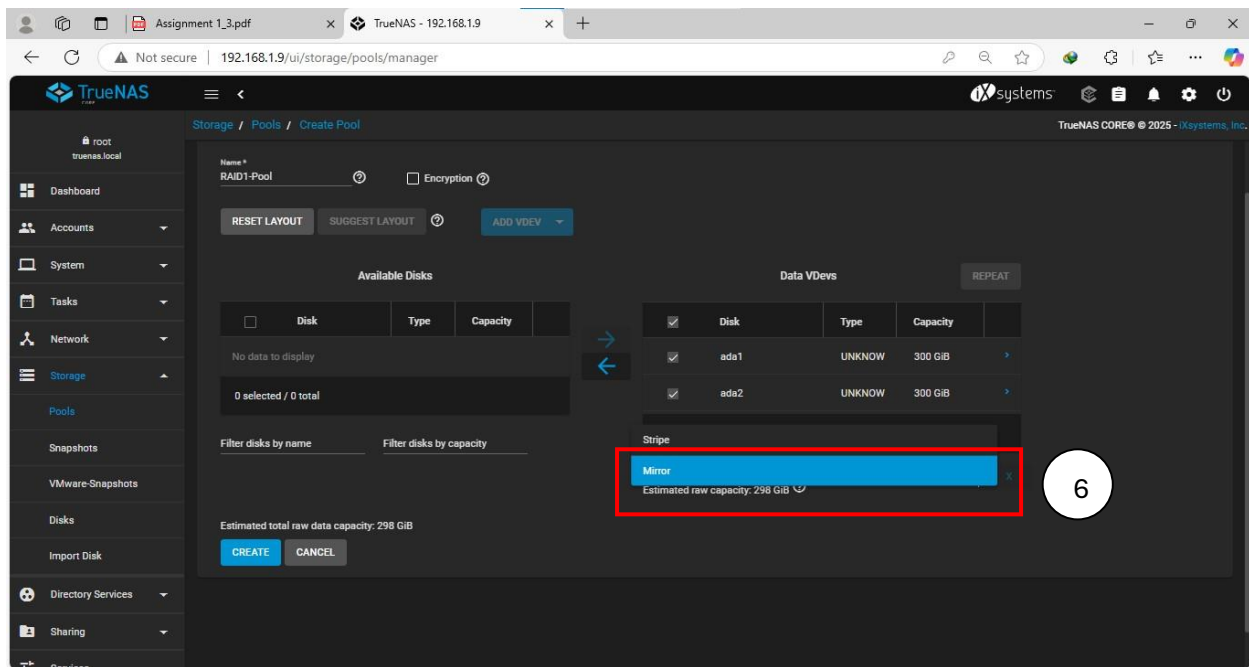 Assignment 1_3.pdf
TrueNAS - 192.168.1.9
Not secure | 192.168.1.9/ui/storage/pools/manager
TrueNAS
CORE
iXsystems
root
truenas.local
Storage / Pools / Create Pool
TrueNAS CORE® © 2025 - iXsystems, Inc.
Dashboard
Accounts
System
Tasks
Network
Storage
Pools
Snapshots
VMware-Snapshots
Disks
Import Disk
Directory Services
Sharing
Services
Name *
RAID1-Pool
Encryption
RESET LAYOUT SUGGEST LAYOUT ADD VDEV
Available Disks
Disk Type Capacity
No data to display
0 selected / 0 total
Filter disks by name Filter disks by capacity
Data VDevs REPEAT
Disk Type Capacity
ada1 UNKNOW 300 GiB
ada2 UNKNOW 300 GiB
Stripe
Mirror
Estimated raw capacity: 298 GiB
X
6
Estimated total raw data capacity: 298 GiB
CREATE CANCEL